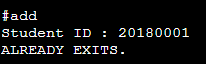 #add
Student ID : 20180001
ALREADY EXITS.